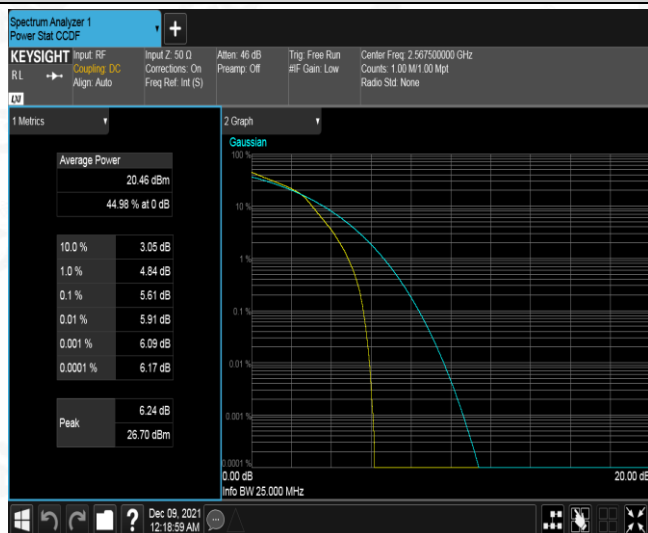 Spectrum Analyzer 1
Power Stat CCDF
+
KEYSIGHT
RL
LXI
Input: RF
Coupling: DC
Align: Auto
Input Z: 50 Ω
Corrections: On
Freq Ref: Int (S)
Atten: 46 dB
Preamp: Off
Trig: Free Run
#IF Gain: Low
Center Freq: 2.567500000 GHz
Counts: 1.00 M/1.00 Mpt
Radio Std: None
1 Metrics
Average Power
20.46 dBm
44.98 % at 0 dB
10.0 % 3.05 dB
1.0 % 4.84 dB
0.1 % 5.61 dB
0.01 % 5.91 dB
0.001 % 6.09 dB
0.0001 % 6.17 dB
Peak
6.24 dB
26.70 dBm
2 Graph
Gaussian
100 %
10 %
1 %
0.1 %
0.01 %
0.001 %
0.0001 %
0.00 dB 20.00 dB
Info BW 25.000 MHz
?
Dec 09, 2021
12:18:59 AM